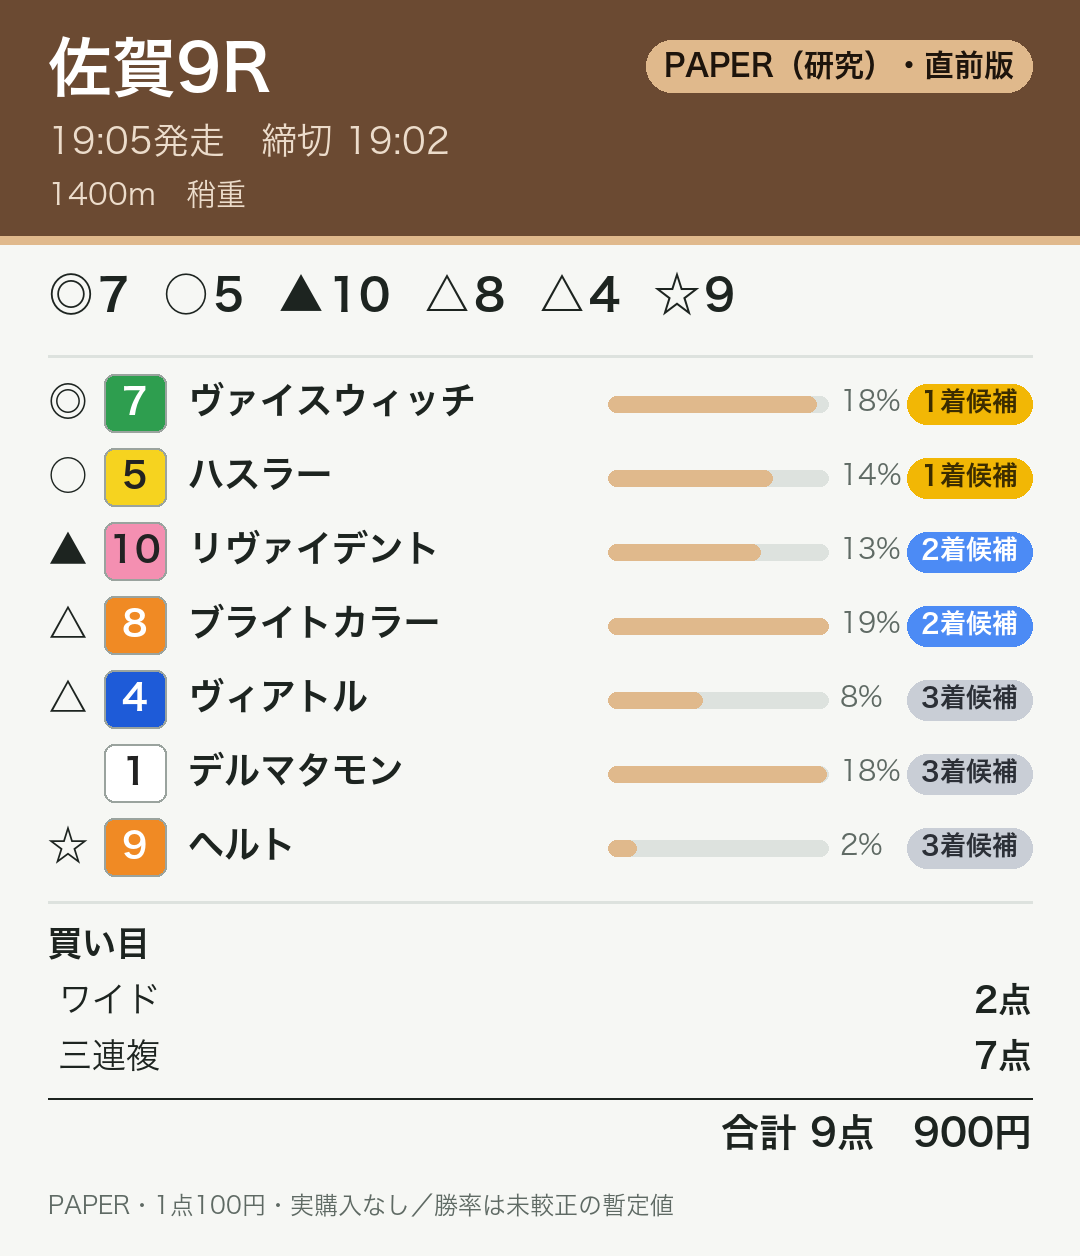 佐賀9R
PAPER（研究）・直前版
19:05発走　締切 19:02
1400m　稍重
◎7 ○5 ▲10 △8 △4 ☆9
◎ 7 ヴァイスウィッチ 18% 1着候補
○ 5 ハスラー 14% 1着候補
▲ 10 リヴァイデント 13% 2着候補
△ 8 ブライトカラー 19% 2着候補
△ 4 ヴィアトル 8% 3着候補
1 デルマタモン 18% 3着候補
☆ 9 ヘルト 2% 3着候補
買い目
ワイド 2点
三連複 7点
合計 9点　900円
PAPER・1点100円・実購入なし／勝率は未較正の暫定値